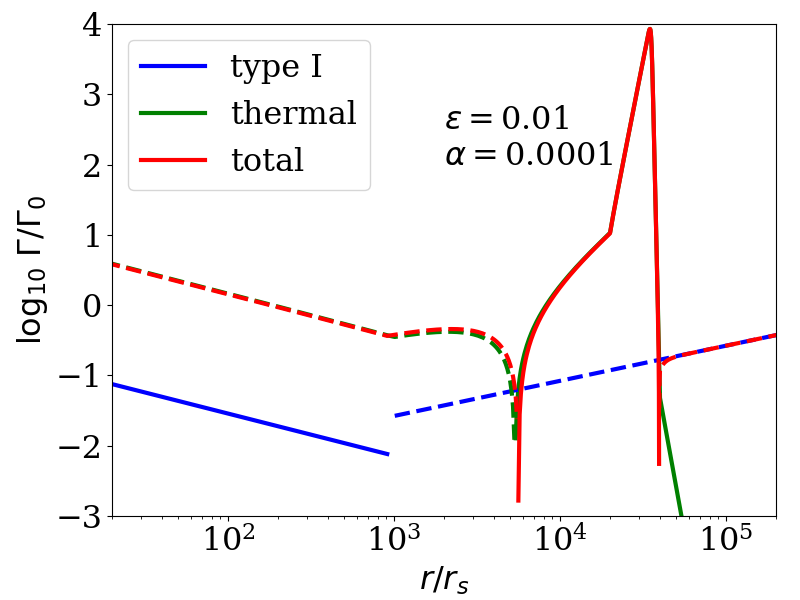 4
3
2
1
0
−1
−2
−3
log₁₀ Γ/Γ₀
type I
thermal
total
ε = 0.01
α = 0.0001
10² 10³ 10⁴ 10⁵
r/rₛ